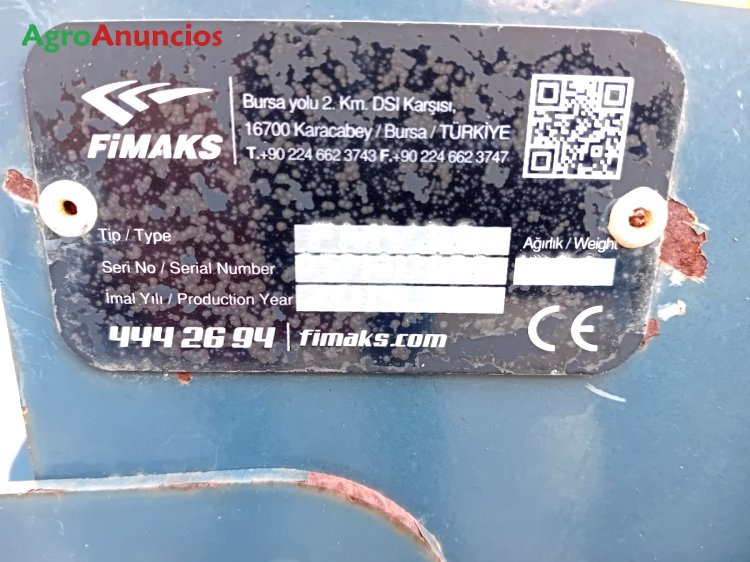 AgroAnuncios
FiMAKS
Bursa yolu 2. Km. DSI Karşısı,
16700 Karacabey / Bursa / TÜRKİYE
T.+90 224 662 3743 F.+90 224 662 3747
Tip / Type
Ağırlık / Weight
Seri No / Serial Number
İmal Yılı / Production Year
444 26 94 | fimaks.com
CE